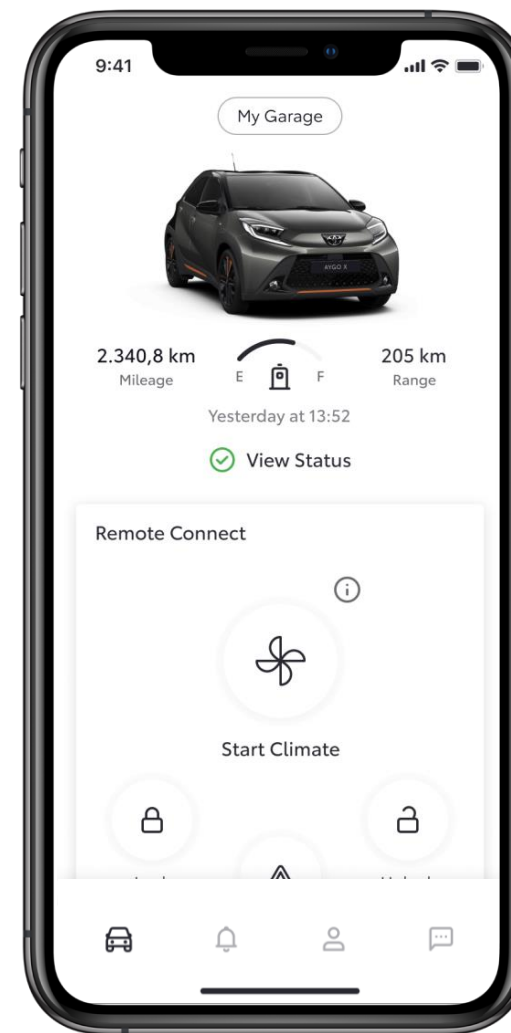 9:41
My Garage
AYGO X
2.340,8 km
Mileage
E
F
205 km
Range
Yesterday at 13:52
View Status
Remote Connect
Start Climate